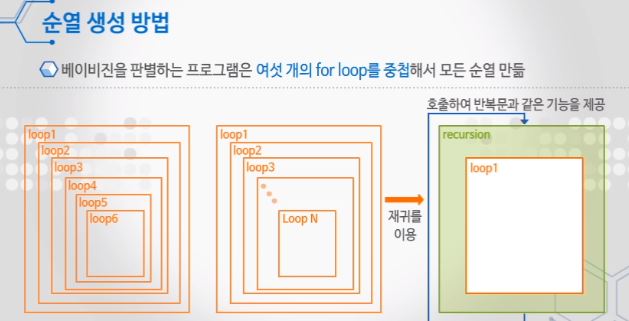 순열 생성 방법
베이비진을 판별하는 프로그램은 여섯 개의 for loop를 중첩해서 모든 순열 만듦
호출하여 반복문과 같은 기능을 제공
loop1
loop2
loop3
loop4
loop5
loop6
loop1
loop2
loop3
Loop N
재귀를
이용
recursion
loop1